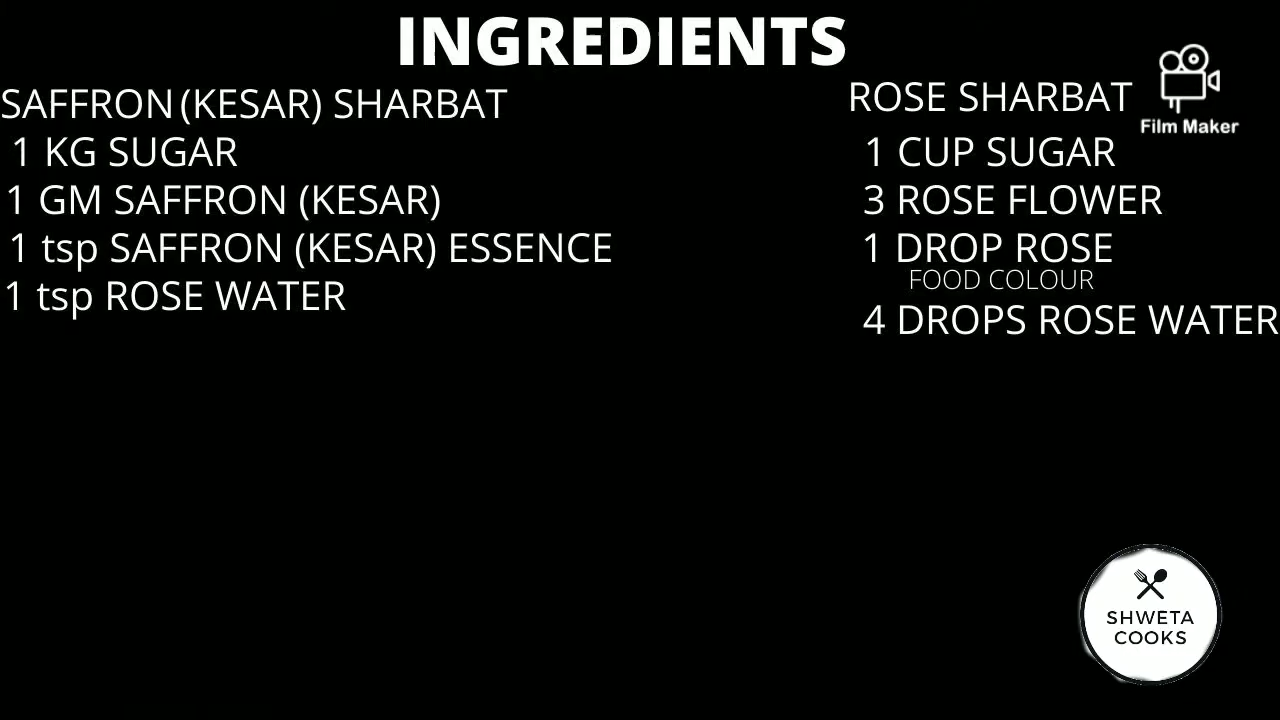 INGREDIENTS
SAFFRON (KESAR) SHARBAT
1 KG SUGAR
1 GM SAFFRON (KESAR)
1 tsp SAFFRON (KESAR) ESSENCE
1 tsp ROSE WATER
ROSE SHARBAT
1 CUP SUGAR
3 ROSE FLOWER
1 DROP ROSE
FOOD COLOUR
4 DROPS ROSE WATER
Film Maker
SHWETA
COOKS